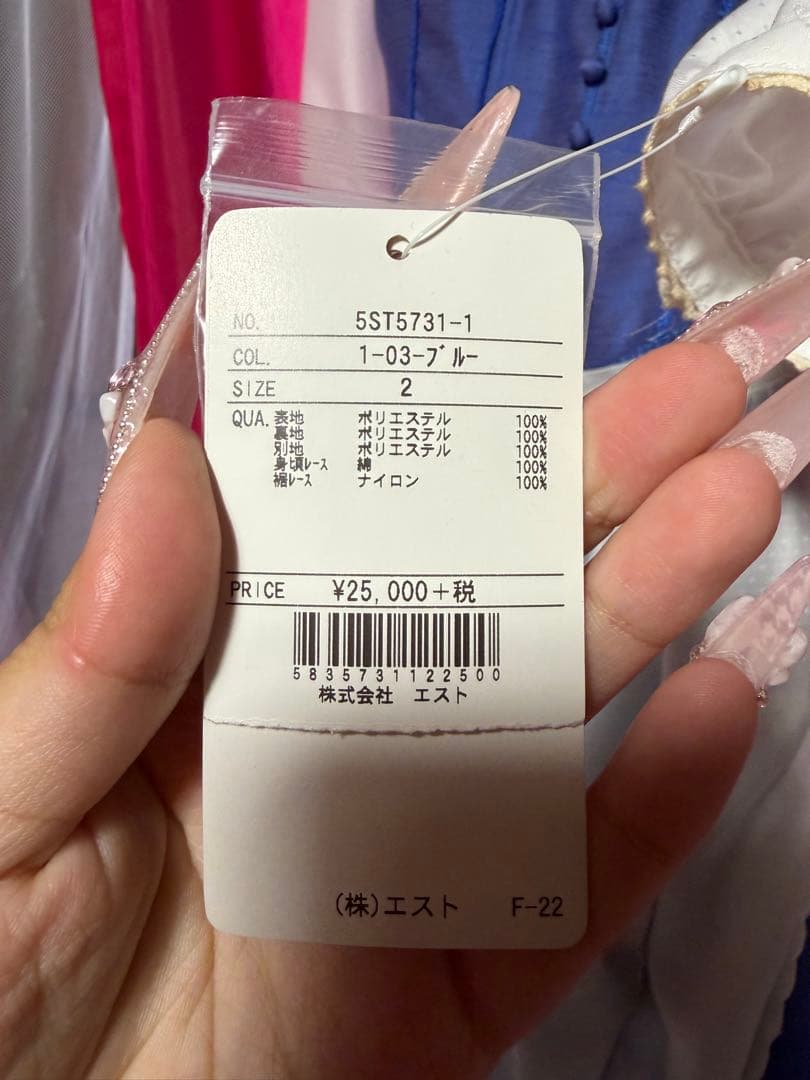 NO. 5ST5731-1
COL. 1-03-ﾌﾞﾙｰ
SIZE 2
QUA. 表地 ポリエステル 100%
裏地 ポリエステル 100%
別地 ポリエステル 100%
身頃ﾚｰｽ 綿 100%
裾ﾚｰｽ ナイロン 100%
PRICE ¥25,000+税
5835731122500
株式会社 エスト
(株)エスト F-22